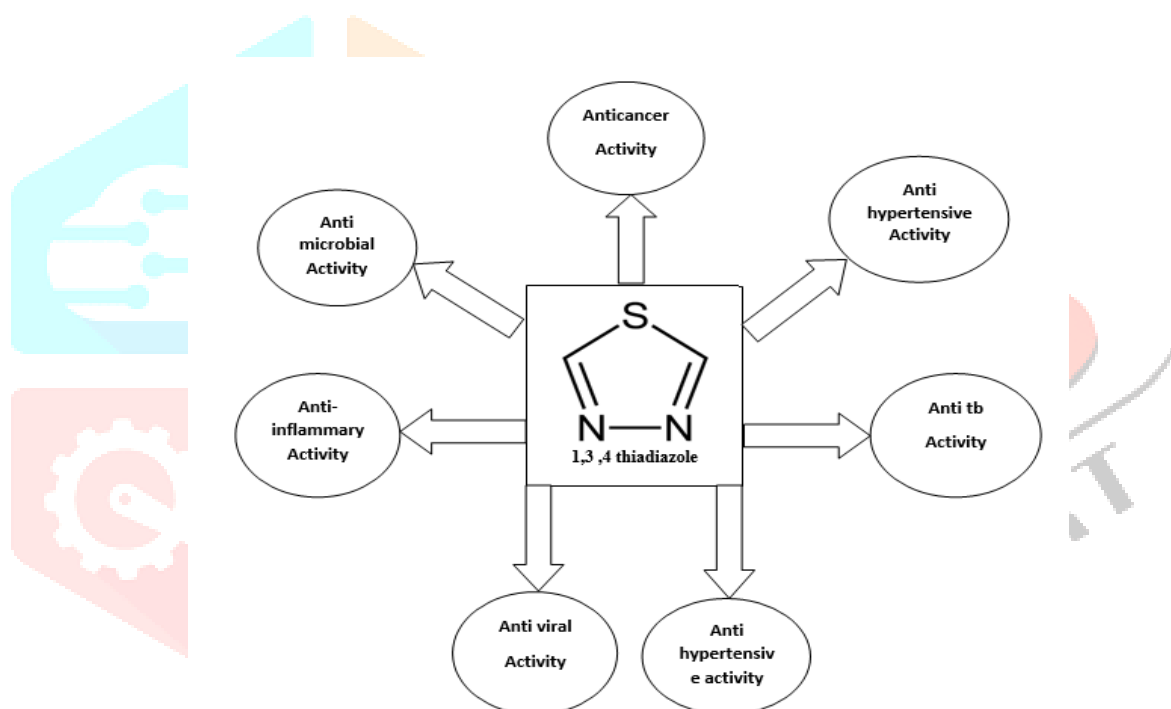 Anticancer
Activity
Anti
hypertensive
Activity
Anti
microbial
Activity
S
N N
1,3 ,4 thiadiazole
Anti-
inflammary
Activity
Anti tb
Activity
Anti viral
Activity
Anti
hypertensiv
e activity